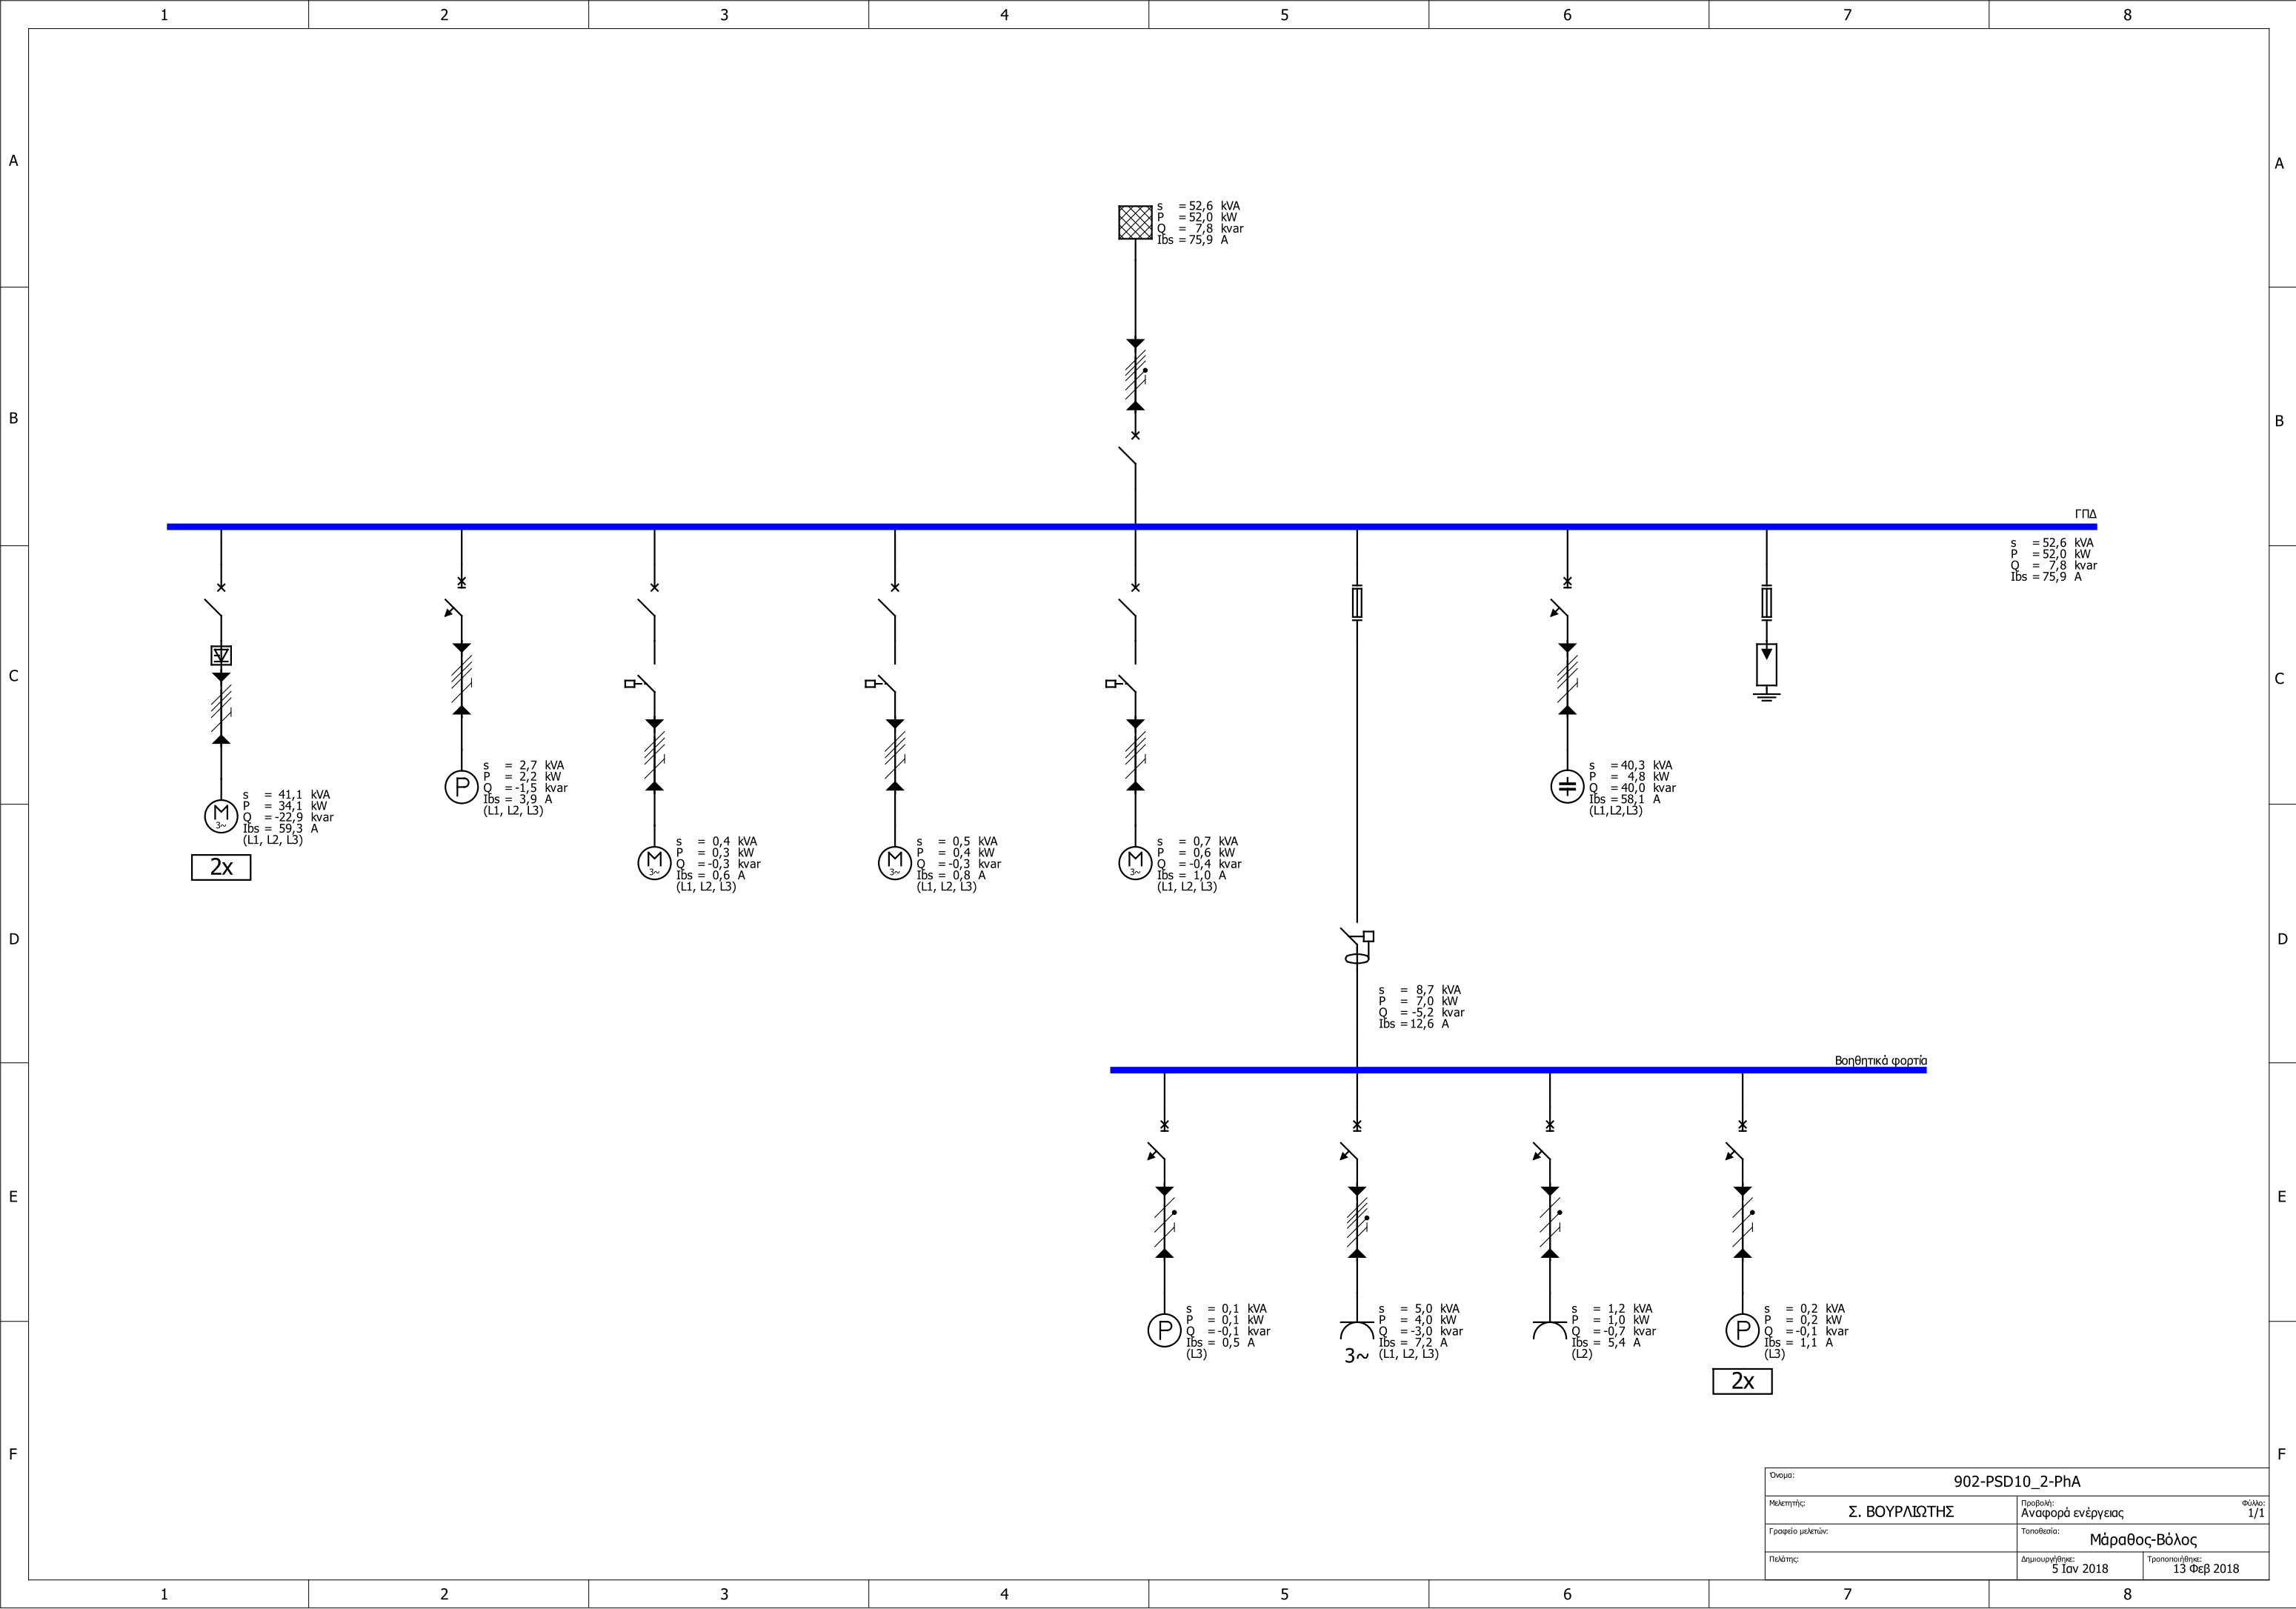 1 2 3 4 5 6 7 8
A A
s = 52,6 kVA
P = 52,0 kW
Q = 7,8 kvar
Ibs = 75,9 A
B B
ΓΠΔ
s = 52,6 kVA
P = 52,0 kW
Q = 7,8 kvar
Ibs = 75,9 A
C C
M
3~
s = 41,1 kVA
P = 34,1 kW
Q = -22,9 kvar
Ibs = 59,3 A
(L1, L2, L3)
2x
P
s = 2,7 kVA
P = 2,2 kW
Q = -1,5 kvar
Ibs = 3,9 A
(L1, L2, L3)
M
3~
s = 0,4 kVA
P = 0,3 kW
Q = -0,3 kvar
Ibs = 0,6 A
(L1, L2, L3)
M
3~
s = 0,5 kVA
P = 0,4 kW
Q = -0,3 kvar
Ibs = 0,8 A
(L1, L2, L3)
M
3~
s = 0,7 kVA
P = 0,6 kW
Q = -0,4 kvar
Ibs = 1,0 A
(L1, L2, L3)
s = 40,3 kVA
P = 4,8 kW
Q = 40,0 kvar
Ibs = 58,1 A
(L1,L2,L3)
D D
s = 8,7 kVA
P = 7,0 kW
Q = -5,2 kvar
Ibs = 12,6 A
Βοηθητικά φορτία
E E
P
s = 0,1 kVA
P = 0,1 kW
Q = -0,1 kvar
Ibs = 0,5 A
(L3)
3~
s = 5,0 kVA
P = 4,0 kW
Q = -3,0 kvar
Ibs = 7,2 A
(L1, L2, L3)
s = 1,2 kVA
P = 1,0 kW
Q = -0,7 kvar
Ibs = 5,4 A
(L2)
P
s = 0,2 kVA
P = 0,2 kW
Q = -0,1 kvar
Ibs = 1,1 A
(L3)
2x
F F
Όνομα: 902-PSD10_2-PhA
Μελετητής: Σ. ΒΟΥΡΛΙΩΤΗΣ
Προβολή: Φύλλο:
Αναφορά ενέργειας 1/1
Γραφείο μελετών:
Τοποθεσία: Μάραθος-Βόλος
Πελάτης:
Δημιουργήθηκε: Τροποποιήθηκε:
5 Ιαν 2018 13 Φεβ 2018
1 2 3 4 5 6 7 8